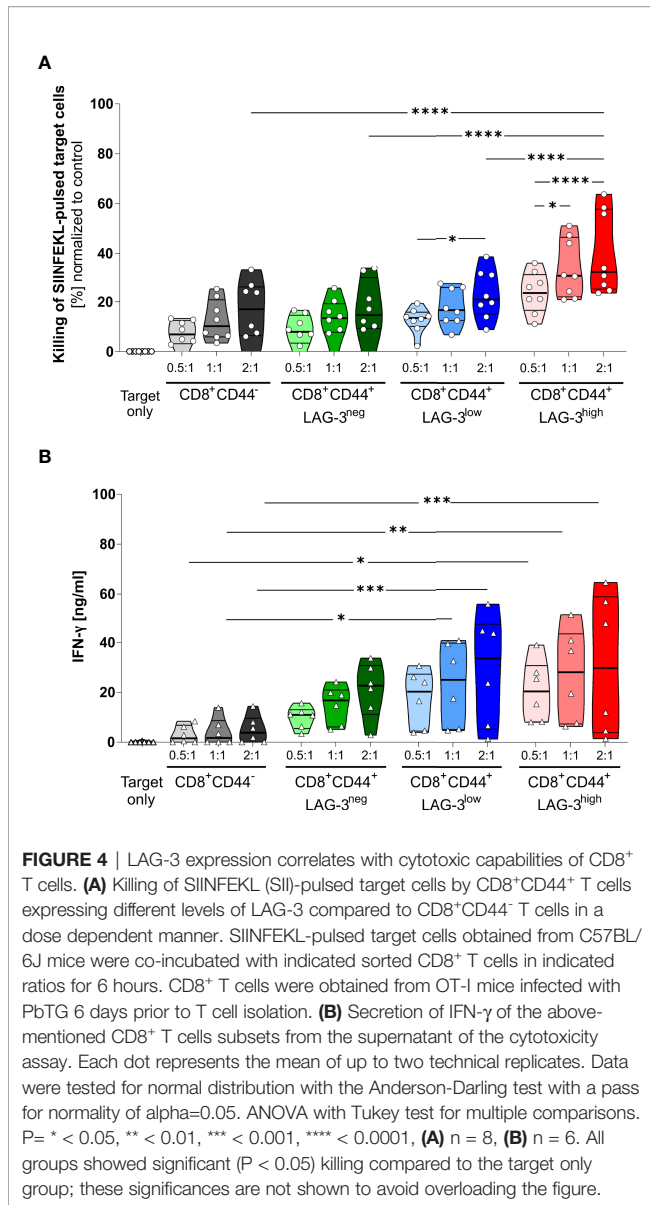 A
Killing of SIINFEKL-pulsed target cells
[%] normalized to control
100
80
60
40
20
0
****
****
****
****
*
*
0.5:1 1:1 2:1 0.5:1 1:1 2:1 0.5:1 1:1 2:1 0.5:1 1:1 2:1
Target only
CD8⁺CD44⁻
CD8⁺CD44⁺ LAG-3ⁿᵉᵍ
CD8⁺CD44⁺ LAG-3ˡᵒʷ
CD8⁺CD44⁺ LAG-3ʰⁱᵍʰ
B
IFN-γ [ng/ml]
100
80
60
40
20
0
***
**
*
***
*
0.5:1 1:1 2:1 0.5:1 1:1 2:1 0.5:1 1:1 2:1 0.5:1 1:1 2:1
Target only
CD8⁺CD44⁻
CD8⁺CD44⁺ LAG-3ⁿᵉᵍ
CD8⁺CD44⁺ LAG-3ˡᵒʷ
CD8⁺CD44⁺ LAG-3ʰⁱᵍʰ
FIGURE 4 | LAG-3 expression correlates with cytotoxic capabilities of CD8⁺
T cells. (A) Killing of SIINFEKL (SII)-pulsed target cells by CD8⁺CD44⁺ T cells
expressing different levels of LAG-3 compared to CD8⁺CD44⁻ T cells in a
dose dependent manner. SIINFEKL-pulsed target cells obtained from C57BL/
6J mice were co-incubated with indicated sorted CD8⁺ T cells in indicated
ratios for 6 hours. CD8⁺ T cells were obtained from OT-I mice infected with
PbTG 6 days prior to T cell isolation. (B) Secretion of IFN-γ of the above-
mentioned CD8⁺ T cells subsets from the supernatant of the cytotoxicity
assay. Each dot represents the mean of up to two technical replicates. Data
were tested for normal distribution with the Anderson-Darling test with a pass
for normality of alpha=0.05. ANOVA with Tukey test for multiple comparisons.
P= * < 0.05, ** < 0.01, *** < 0.001, **** < 0.0001, (A) n = 8, (B) n = 6. All
groups showed significant (P < 0.05) killing compared to the target only
group; these significances are not shown to avoid overloading the figure.